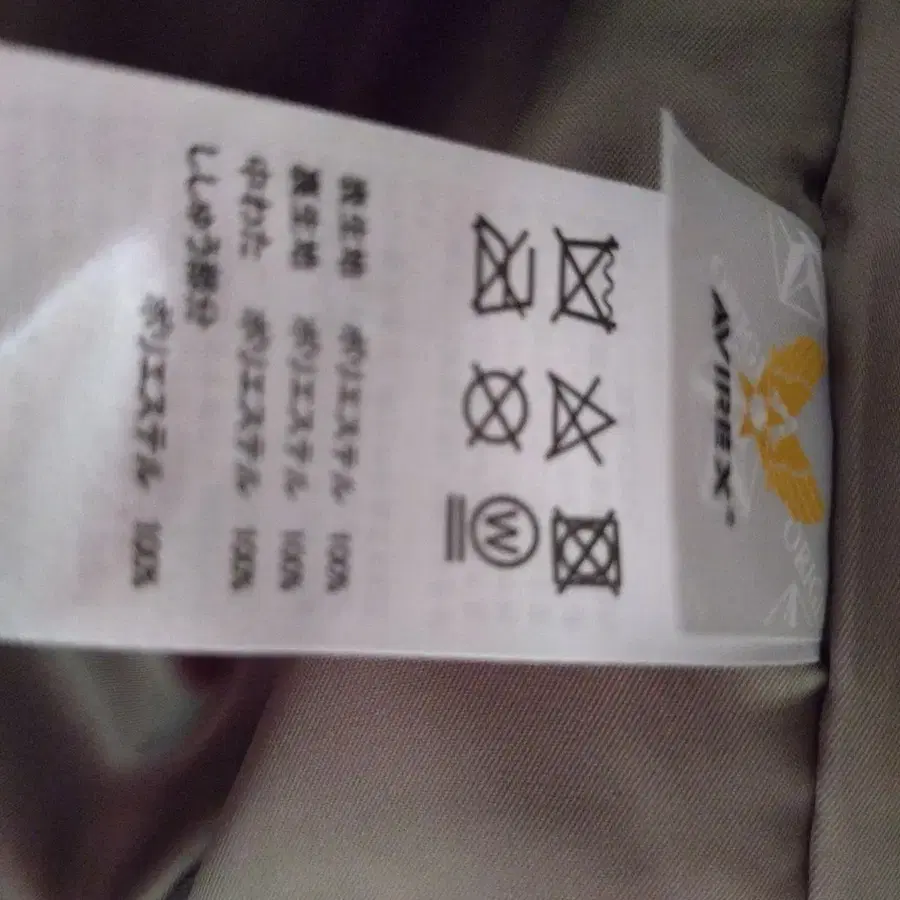 AVIREX
W
表生地 ポリエステル 100%
裏生地 ポリエステル 100%
中わた ポリエステル 100%
ししゅう部分
ポリエステル 100%